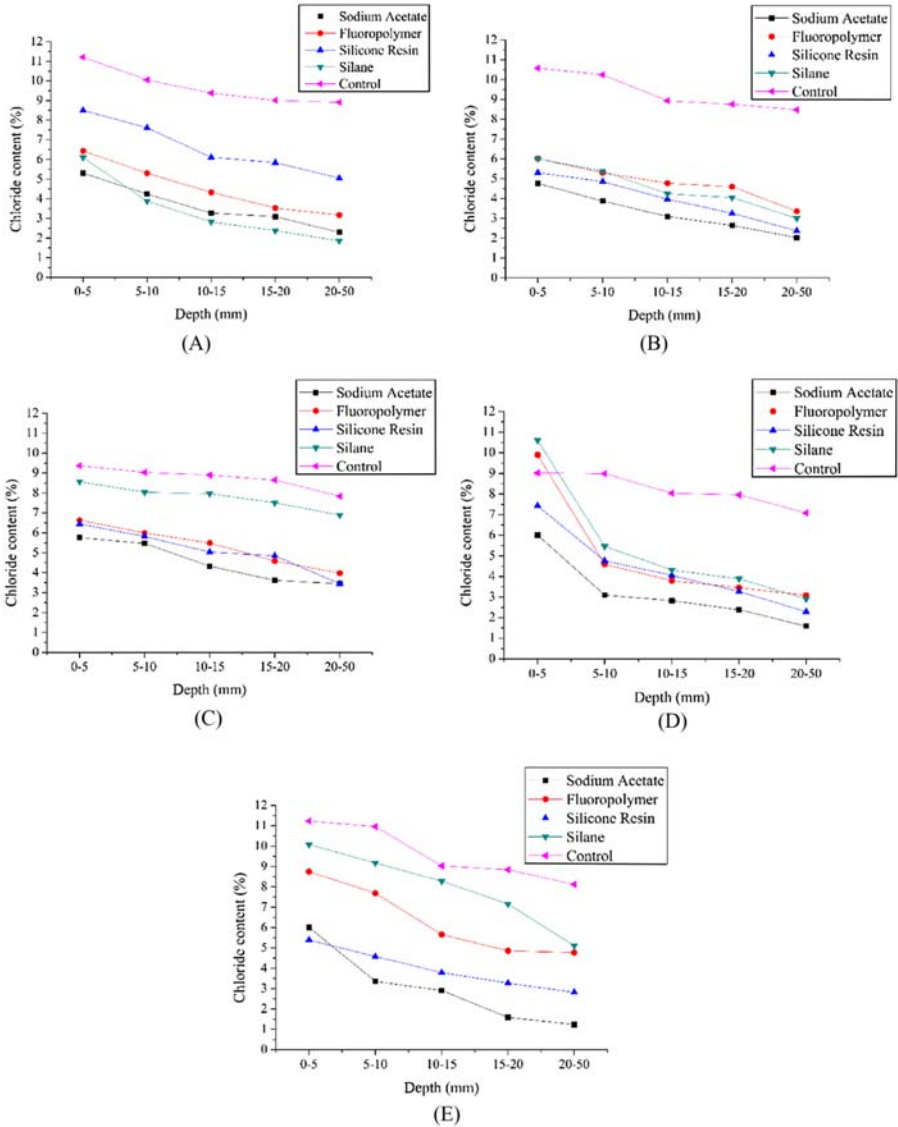 Sodium Acetate
Fluoropolymer
Silicone Resin
Silane
Control
12
11
10
9
8
7
6
5
4
3
2
1
0
Chloride content (%)
0-5 5-10 10-15 15-20 20-50
Depth (mm)
(A)
Sodium Acetate
Fluoropolymer
Silicone Resin
Silane
Control
12
11
10
9
8
7
6
5
4
3
2
1
0
Chloride content (%)
0-5 5-10 10-15 15-20 20-50
Depth (mm)
(B)
Sodium Acetate
Fluoropolymer
Silicone Resin
Silane
Control
12
11
10
9
8
7
6
5
4
3
2
1
0
Chloride content (%)
0-5 5-10 10-15 15-20 20-50
Depth (mm)
(C)
Sodium Acetate
Fluoropolymer
Silicone Resin
Silane
Control
12
11
10
9
8
7
6
5
4
3
2
1
0
Chloride content (%)
0-5 5-10 10-15 15-20 20-50
Depth (mm)
(D)
Sodium Acetate
Fluoropolymer
Silicone Resin
Silane
Control
12
11
10
9
8
7
6
5
4
3
2
1
0
Chloride content (%)
0-5 5-10 10-15 15-20 20-50
Depth (mm)
(E)